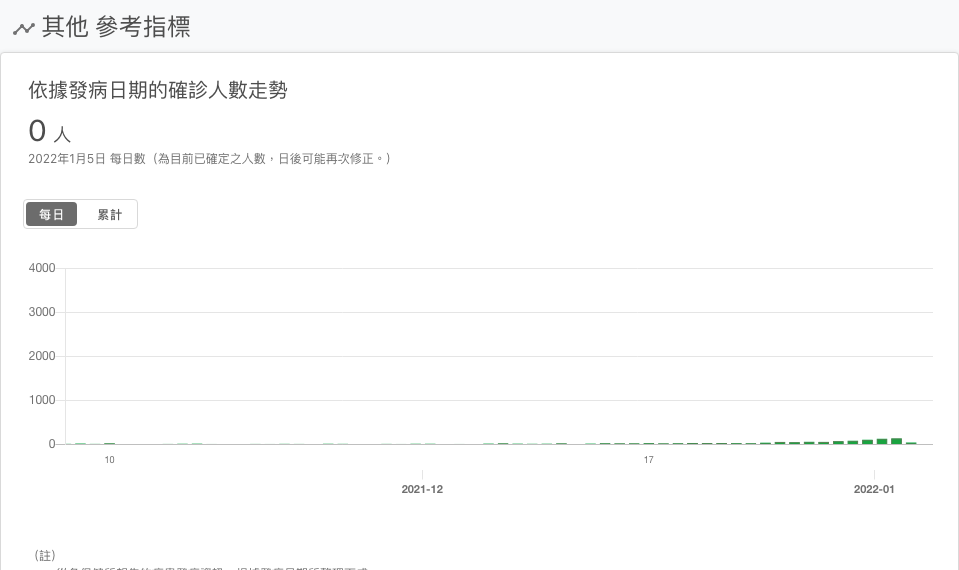 其他 參考指標
依據發病日期的確診人數走勢
0 人
2022年1月5日 每日數（為目前已確定之人數，日後可能再次修正。）
每日 累計
4000
3000
2000
1000
0
10 17
2021-12 2022-01
（註）